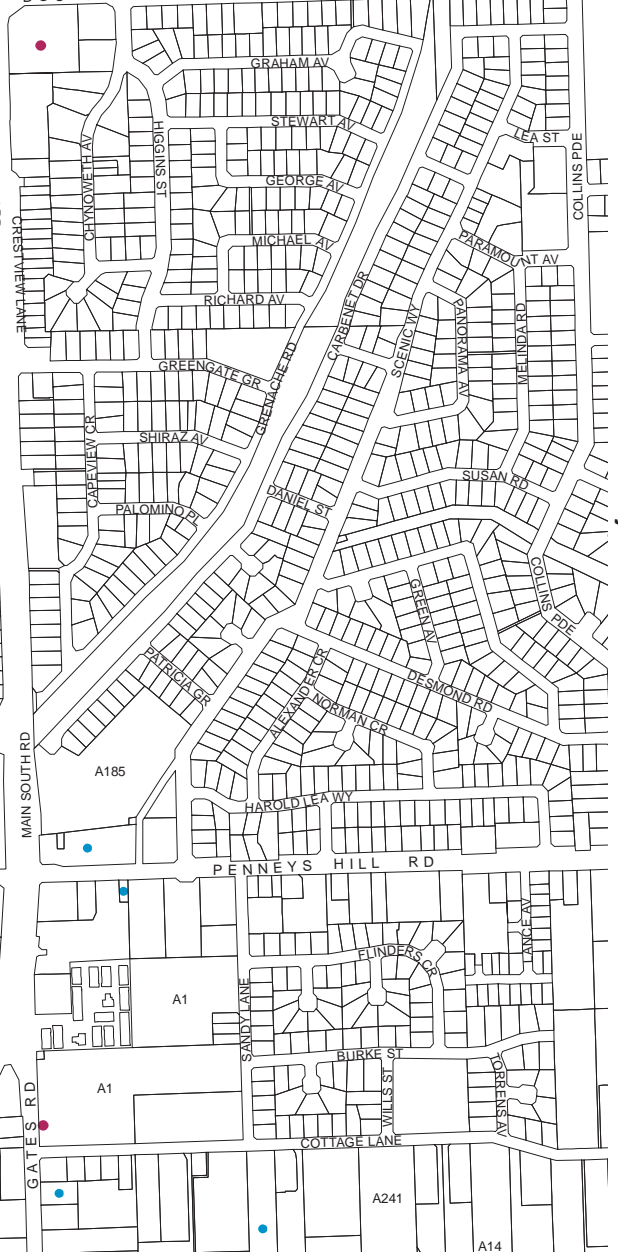 GRAHAM AV
STEWART AV
LEA ST
HIGGINS ST
CHYNOWETH AV
COLLINS PDE
GEORGE AV
CRESTVIEW LANE
MICHAEL AV
PARAMOUNT AV
RICHARD AV
CARBENET DR
SCENIC WY
PANORAMA AV
MELINDA RD
GREENGATE GR
GRENACHE RD
SHIRAZ AV
CAPEVIEW CR
SUSAN RD
DANIEL ST
PALOMINO PL
COLLINS PDE
GREEN AV
PATRICIA GR
ALEXANDER CR
DESMOND RD
NORMAN CR
MAIN SOUTH RD
A185
HAROLD LEA WY
PENNEYS HILL RD
ANCE AV
FLINDERS CR
A1
SANDY LANE
BURKE ST
WILLS ST
TORRENS AV
A1
GATES RD
COTTAGE LANE
A241
A14